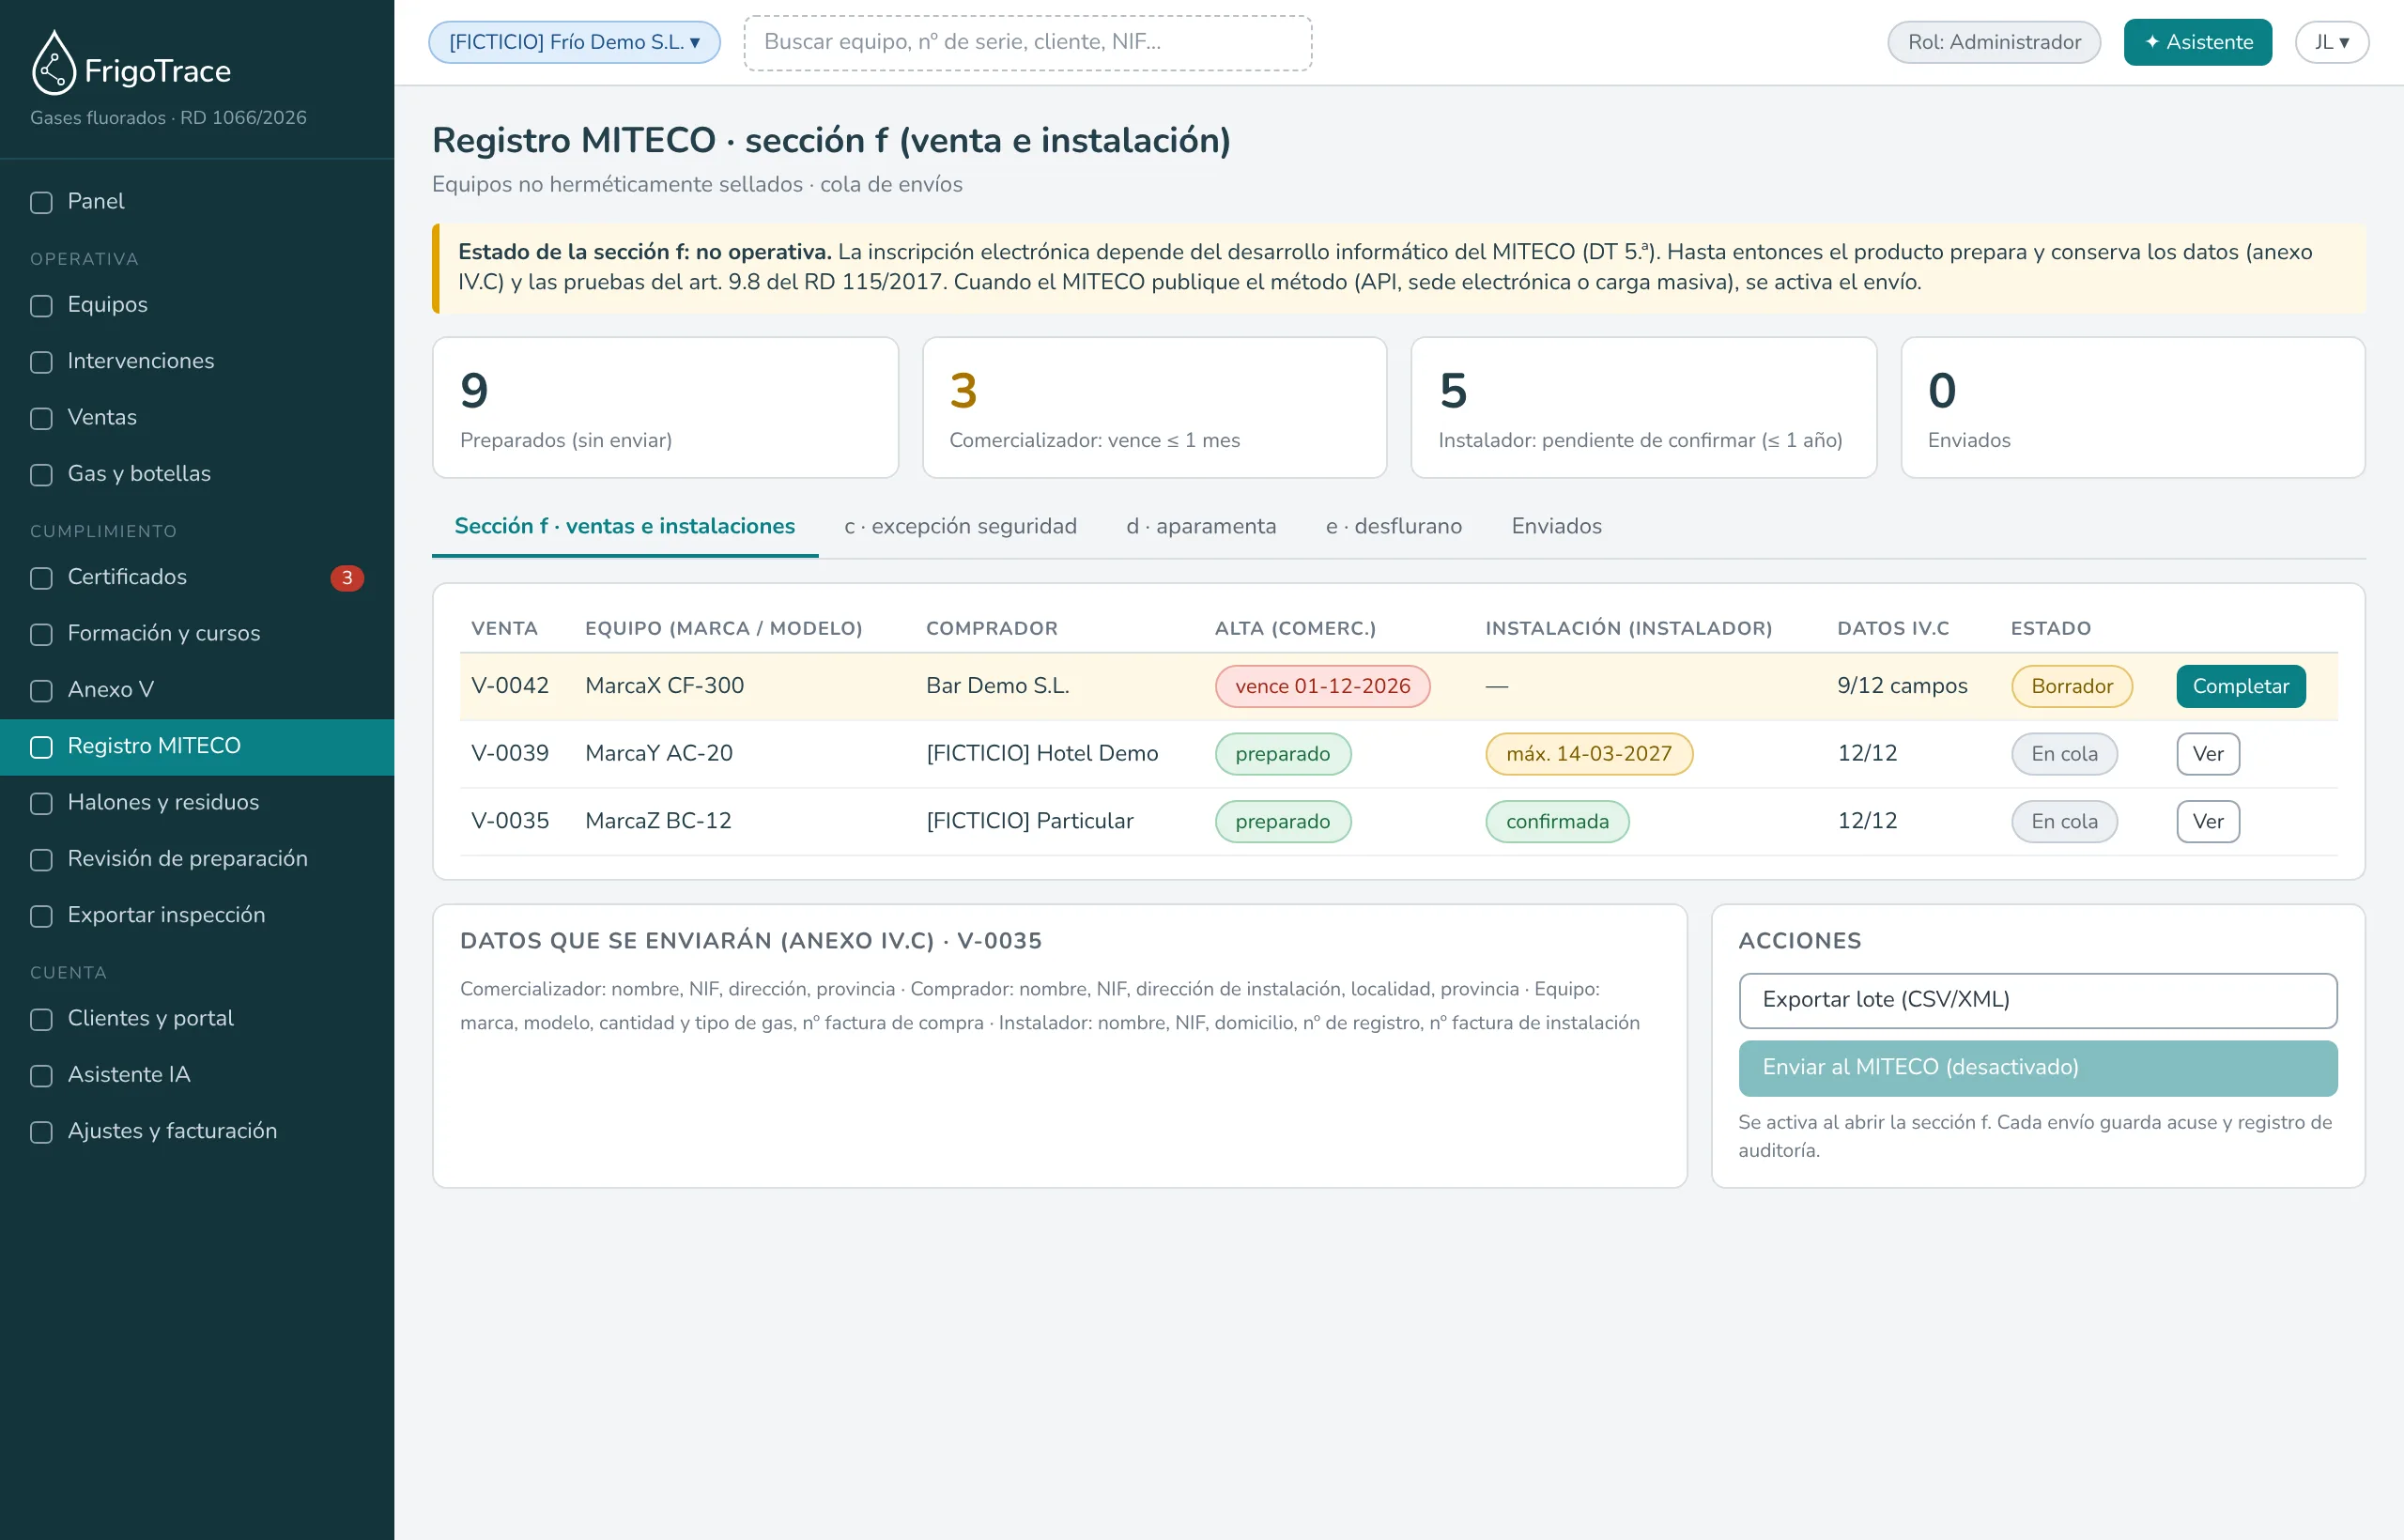 FrigoTrace
Gases fluorados · RD 1066/2026
Panel
OPERATIVA
Equipos
Intervenciones
Ventas
Gas y botellas
CUMPLIMIENTO
Certificados 3
Formación y cursos
Anexo V
Registro MITECO
Halones y residuos
Revisión de preparación
Exportar inspección
CUENTA
Clientes y portal
Asistente IA
Ajustes y facturación
[FICTICIO] Frío Demo S.L. ▾ Buscar equipo, nº de serie, cliente, NIF... Rol: Administrador ✦ Asistente JL ▾
Registro MITECO · sección f (venta e instalación)
Equipos no herméticamente sellados · cola de envíos
Estado de la sección f: no operativa. La inscripción electrónica depende del desarrollo informático del MITECO (DT 5.ª). Hasta entonces el producto prepara y conserva los datos (anexo
IV.C) y las pruebas del art. 9.8 del RD 115/2017. Cuando el MITECO publique el método (API, sede electrónica o carga masiva), se activa el envío.
9 3 5 0
Preparados (sin enviar) Comercializador: vence ≤ 1 mes Instalador: pendiente de confirmar (≤ 1 año) Enviados
Sección f · ventas e instalaciones c · excepción seguridad d · aparamenta e · desflurano Enviados
VENTA EQUIPO (MARCA / MODELO) COMPRADOR ALTA (COMERC.) INSTALACIÓN (INSTALADOR) DATOS IV.C ESTADO
V-0042 MarcaX CF-300 Bar Demo S.L. vence 01-12-2026 — 9/12 campos Borrador Completar
V-0039 MarcaY AC-20 [FICTICIO] Hotel Demo preparado máx. 14-03-2027 12/12 En cola Ver
V-0035 MarcaZ BC-12 [FICTICIO] Particular preparado confirmada 12/12 En cola Ver
DATOS QUE SE ENVIARÁN (ANEXO IV.C) · V-0035
Comercializador: nombre, NIF, dirección, provincia · Comprador: nombre, NIF, dirección de instalación, localidad, provincia · Equipo:
marca, modelo, cantidad y tipo de gas, nº factura de compra · Instalador: nombre, NIF, domicilio, nº de registro, nº factura de instalación
ACCIONES
Exportar lote (CSV/XML)
Enviar al MITECO (desactivado)
Se activa al abrir la sección f. Cada envío guarda acuse y registro de
auditoría.